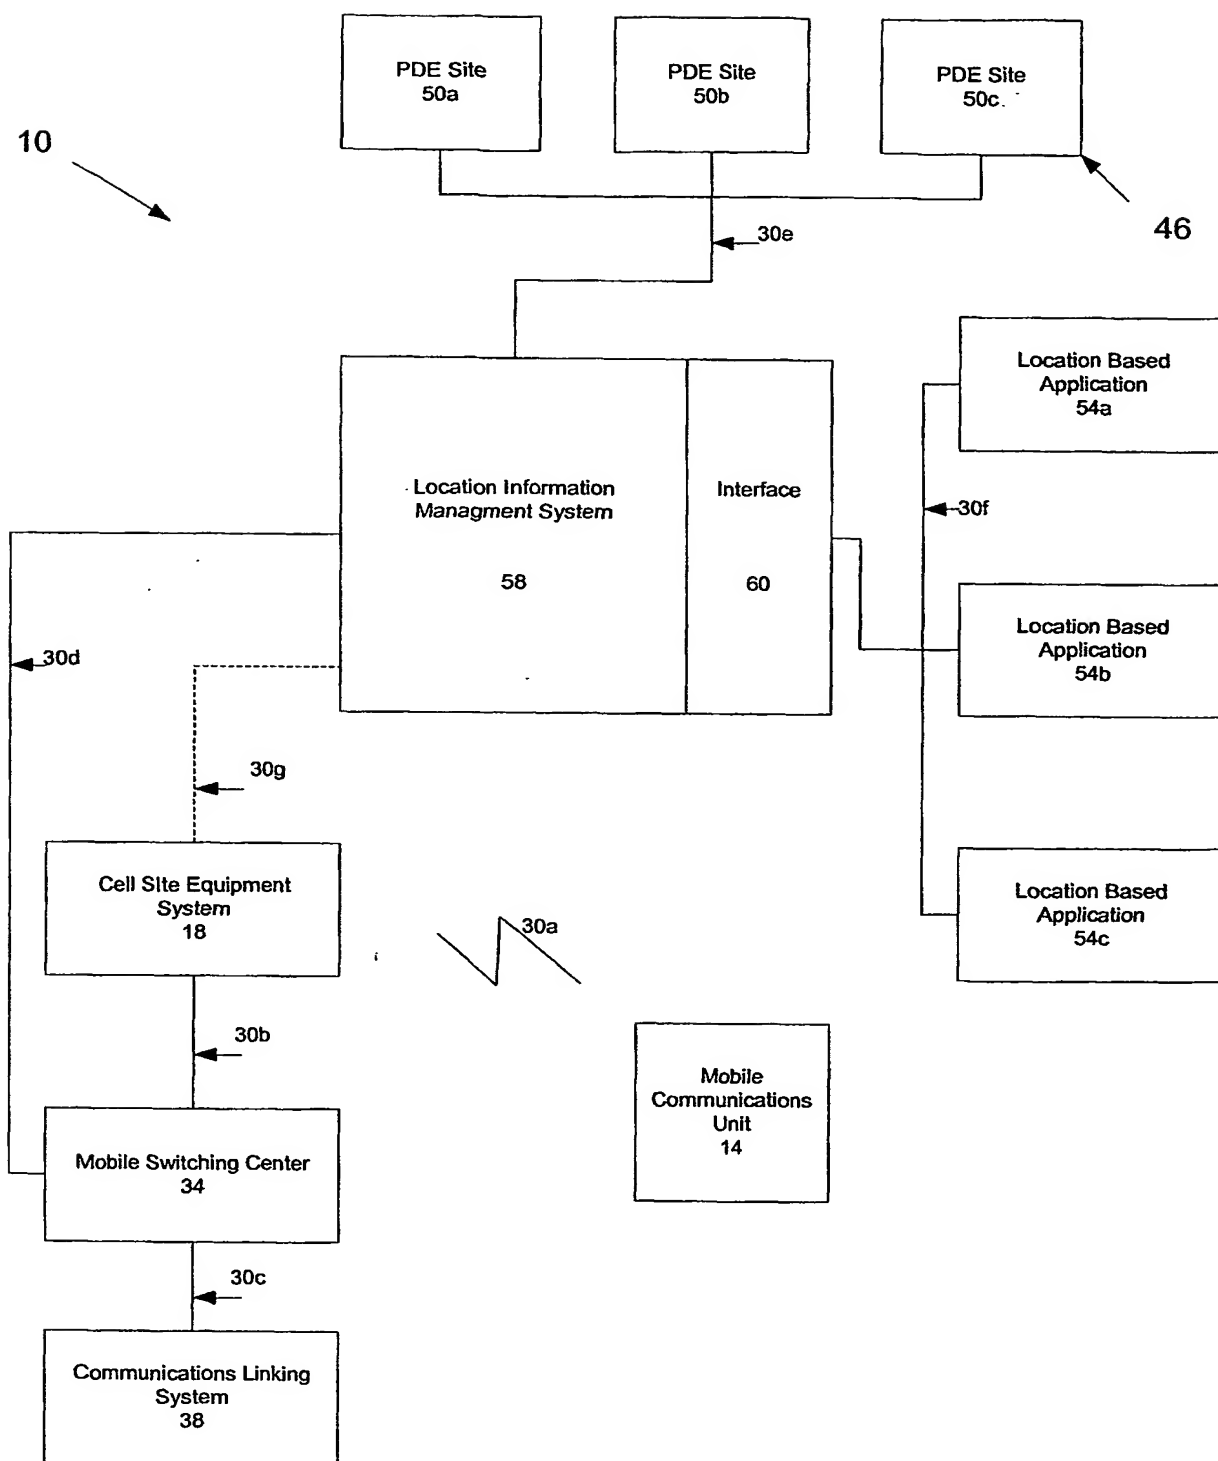 PDE Site
50a
PDE Site
50b
PDE Site
50c.
10
46
30e
Location Based
Application
54a
Location Information
Managment System
58
Interface
60
30f
Location Based
Application
54b
30d
30g
Cell Site Equipment
System
18
30a
Location Based
Application
54c
30b
Mobile
Communications
Unit
14
Mobile Switching Center
34
30c
Communications Linking
System
38